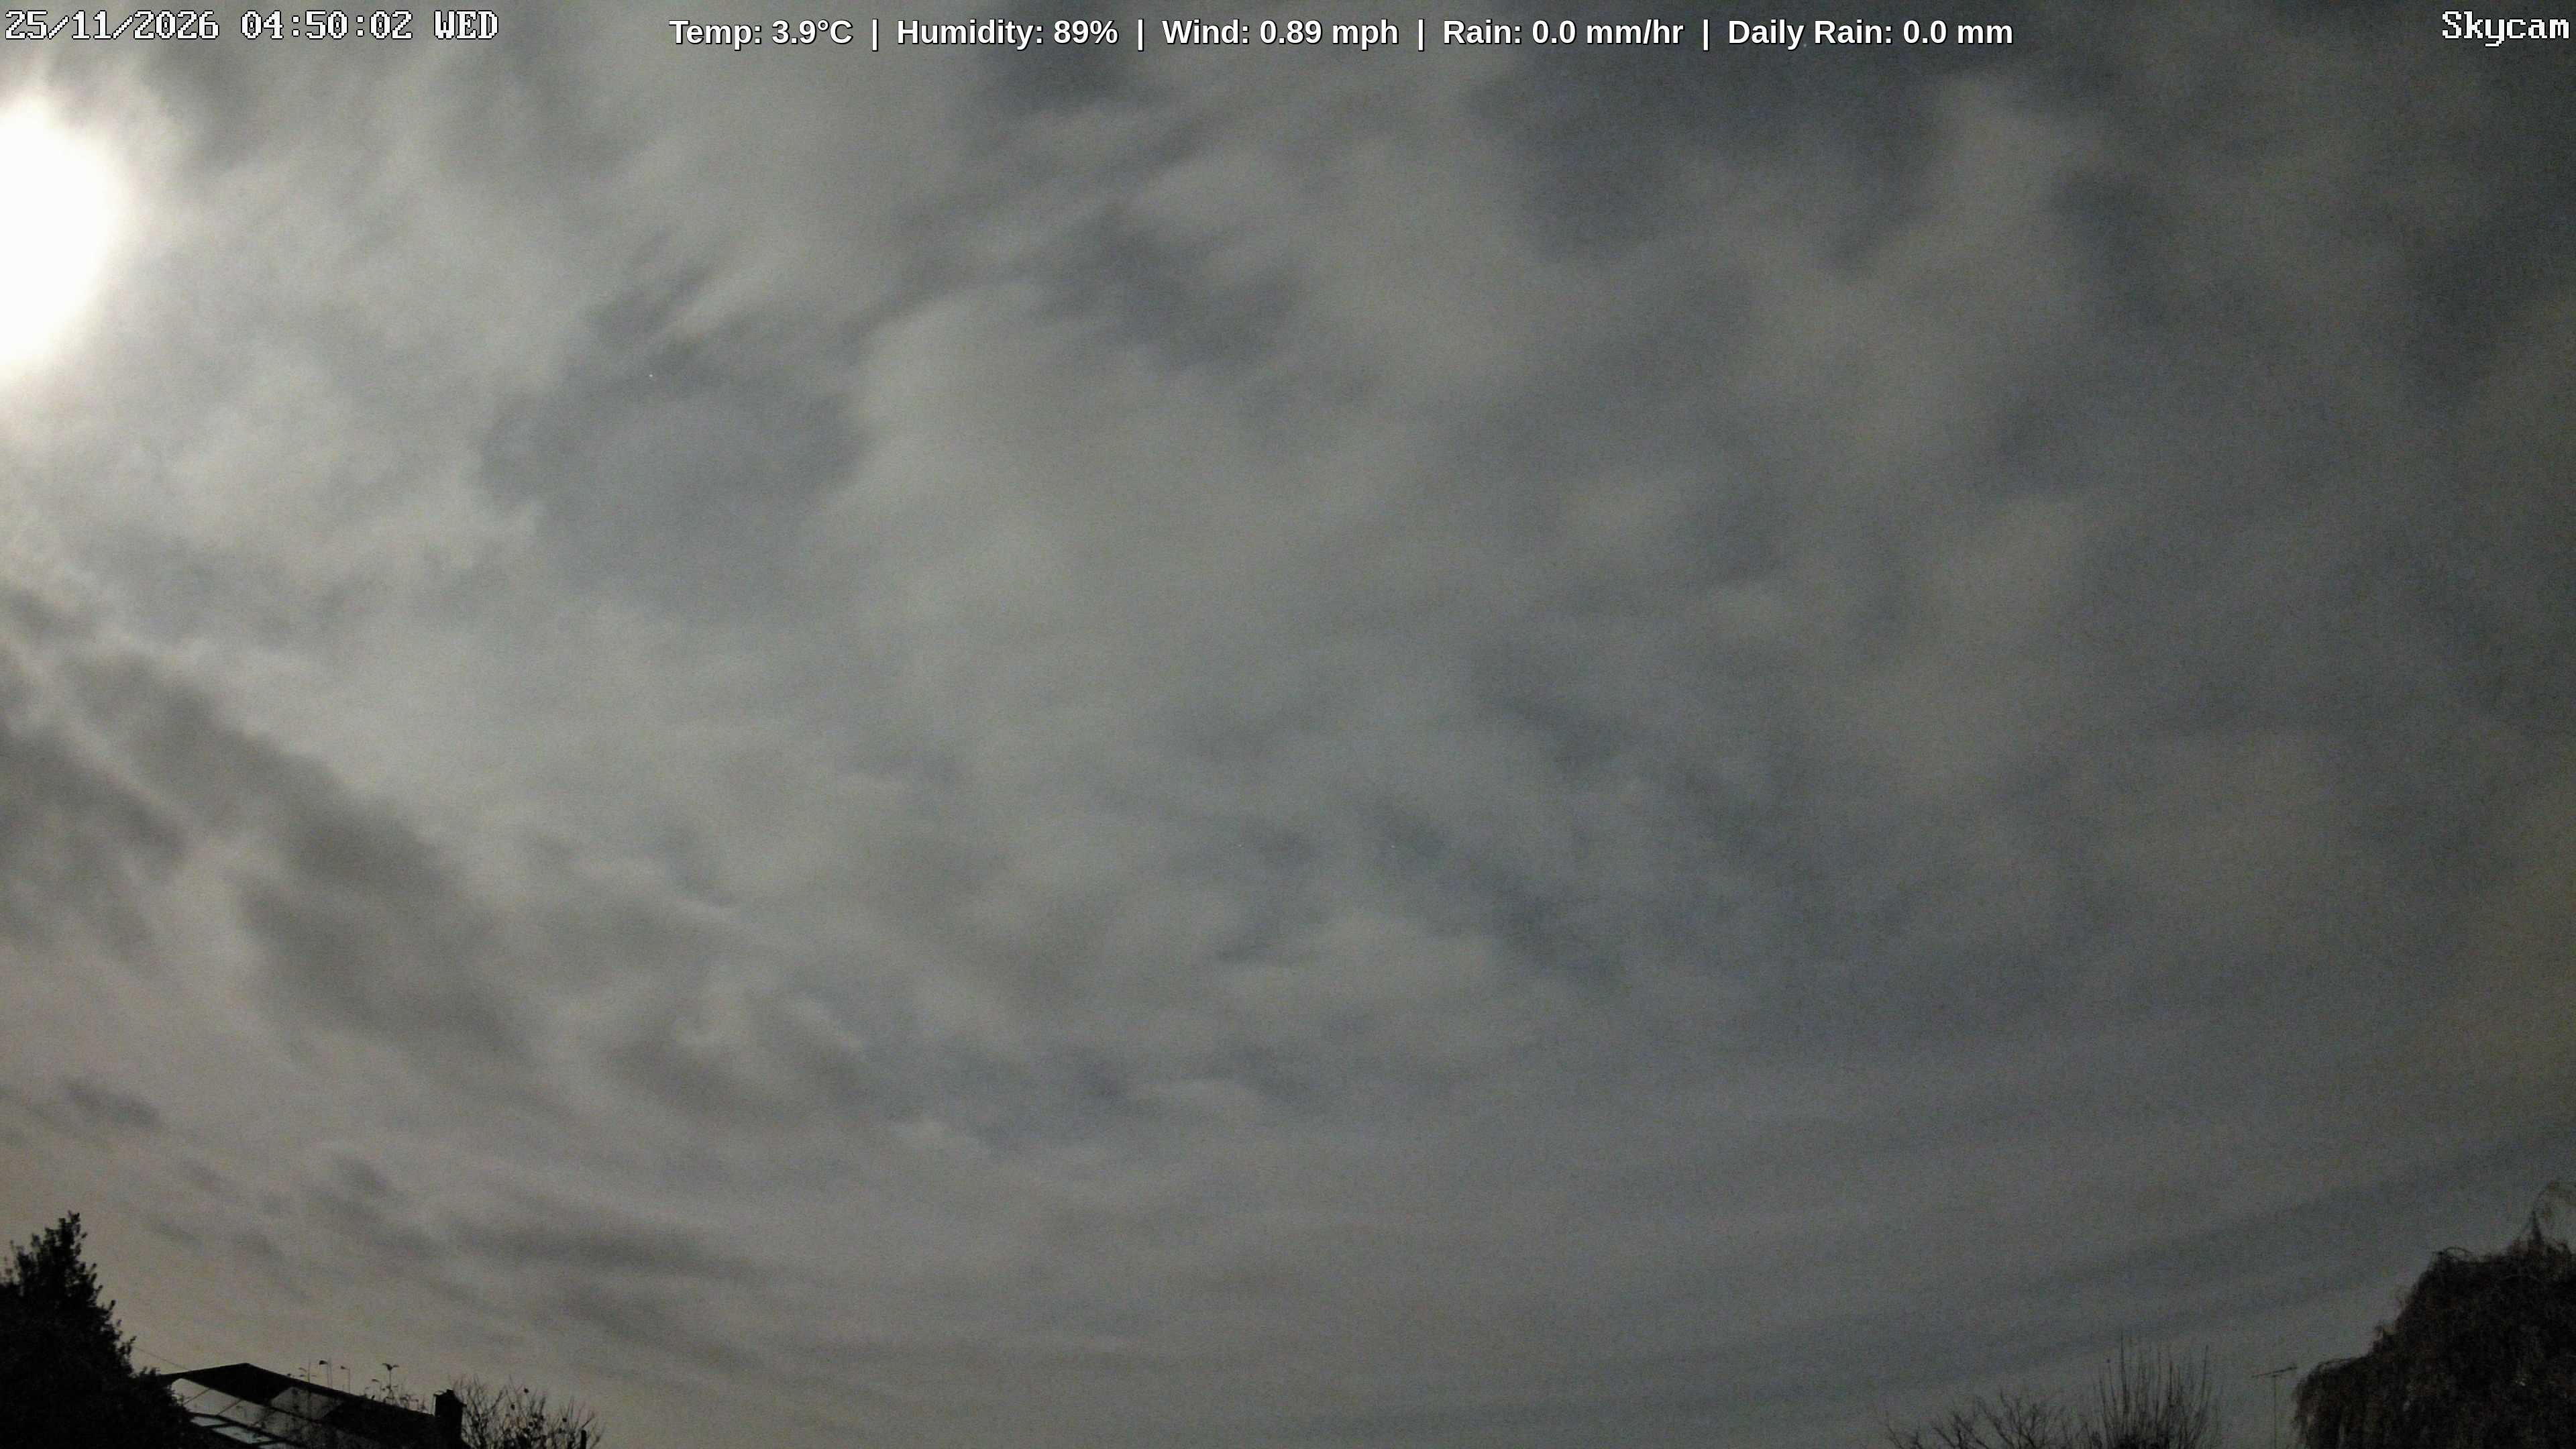 25/11/2026 04:50:02 WED
Temp: 3.9°C | Humidity: 89% | Wind: 0.89 mph | Rain: 0.0 mm/hr | Daily Rain: 0.0 mm
Skycam